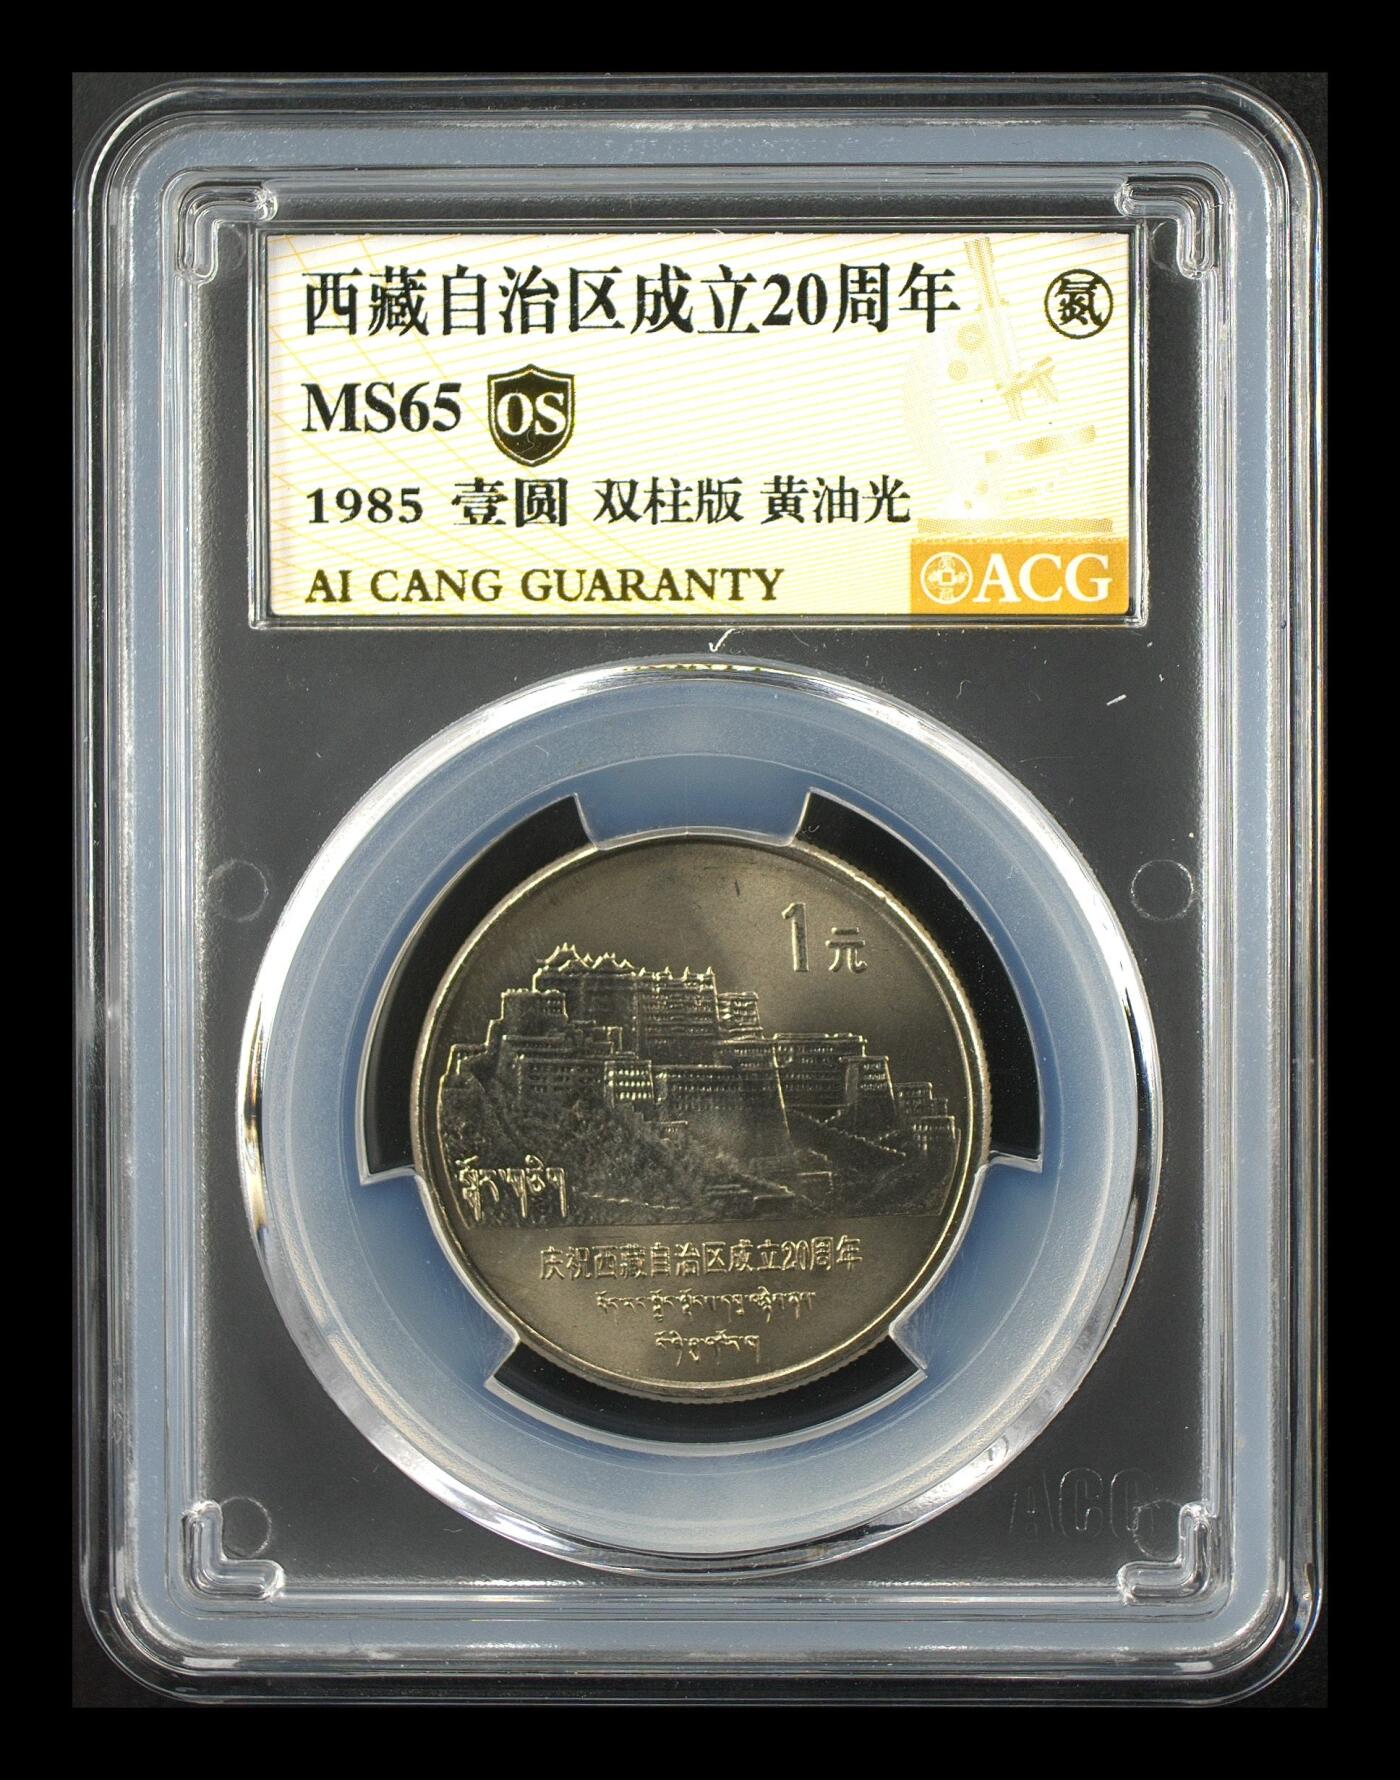 西藏自治区成立20周年 氮
MS65 OS
1985 壹圆 双柱版 黄油光
AI CANG GUARANTY ACG
1元
庆祝西藏自治区成立20周年
ACG